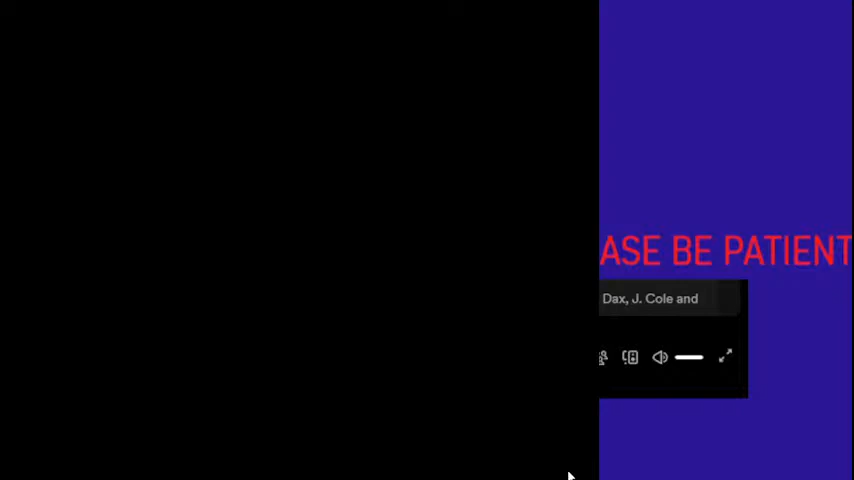 ASE BE PATIENT
Dax, J. Cole and